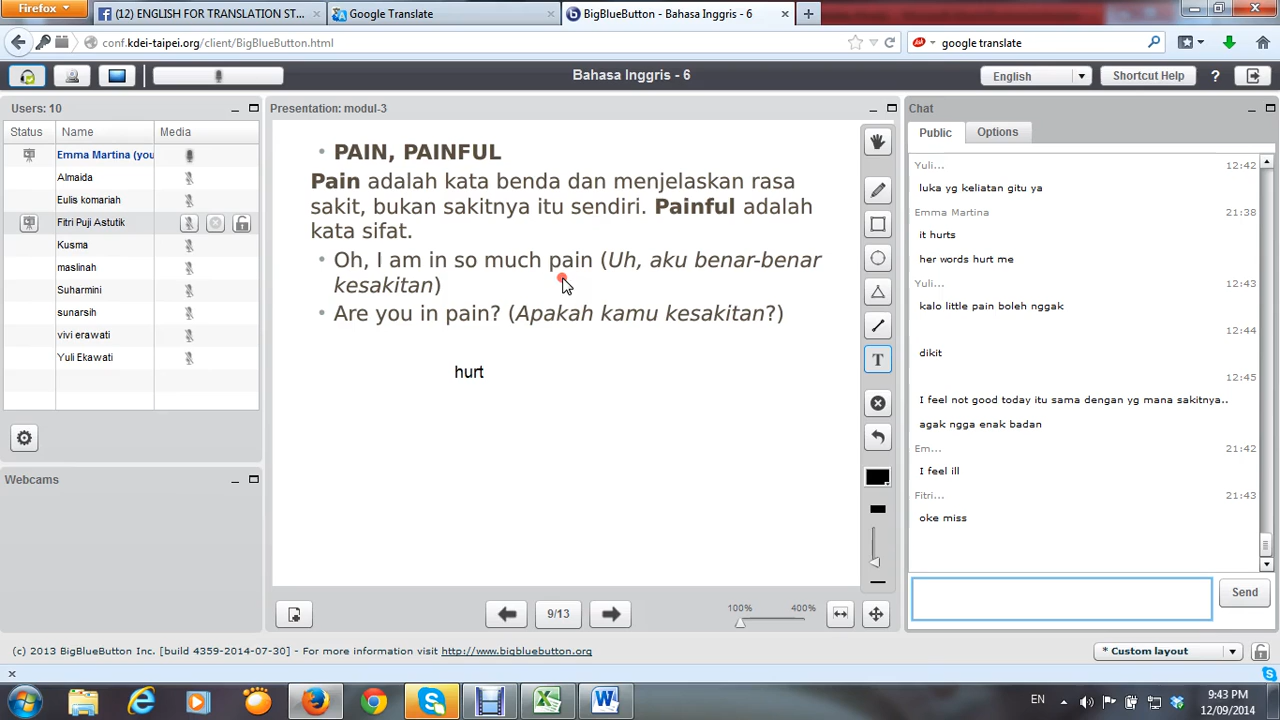 Firefox
(12) ENGLISH FOR TRANSLATION ST...
Google Translate
BigBlueButton - Bahasa Inggris - 6
conf.kdei-taipei.org/client/BigBlueButton.html
google translate
Bahasa Inggris - 6
English
Shortcut Help
?
Users: 10
Status Name Media
Emma Martina (you
Almaida
Eulis komariah
Fitri Puji Astutik
Kusma
maslinah
Suharmini
sunarsih
vivi erawati
Yuli Ekawati
Webcams
Presentation: modul-3
• PAIN, PAINFUL
Pain adalah kata benda dan menjelaskan rasa
sakit, bukan sakitnya itu sendiri. Painful adalah
kata sifat.
• Oh, I am in so much pain (Uh, aku benar-benar
kesakitan)
• Are you in pain? (Apakah kamu kesakitan?)
hurt
T
9/13
100% 400%
Chat
Public Options
Yuli... 12:42
luka yg keliatan gitu ya
Emma Martina 21:38
it hurts
her words hurt me
Yuli... 12:43
kalo little pain boleh nggak
12:44
dikit
12:45
I feel not good today itu sama dengan yg mana sakitnya..
agak ngga enak badan
Em... 21:42
I feel ill
Fitri... 21:43
oke miss
Send
(c) 2013 BigBlueButton Inc. [build 4359-2014-07-30] - For more information visit http://www.bigbluebutton.org
* Custom layout
EN
9:43 PM
12/09/2014